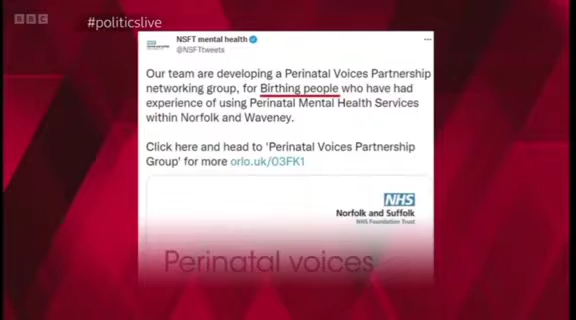 BBC
#politicslive
NSFT mental health
@NSFTtweets
Our team are developing a Perinatal Voices Partnership
networking group, for Birthing people who have had
experience of using Perinatal Mental Health Services
within Norfolk and Waveney.
Click here and head to 'Perinatal Voices Partnership
Group' for more orlo.uk/03FK1
NHS
Norfolk and Suffolk
NHS Foundation Trust
Perinatal voices